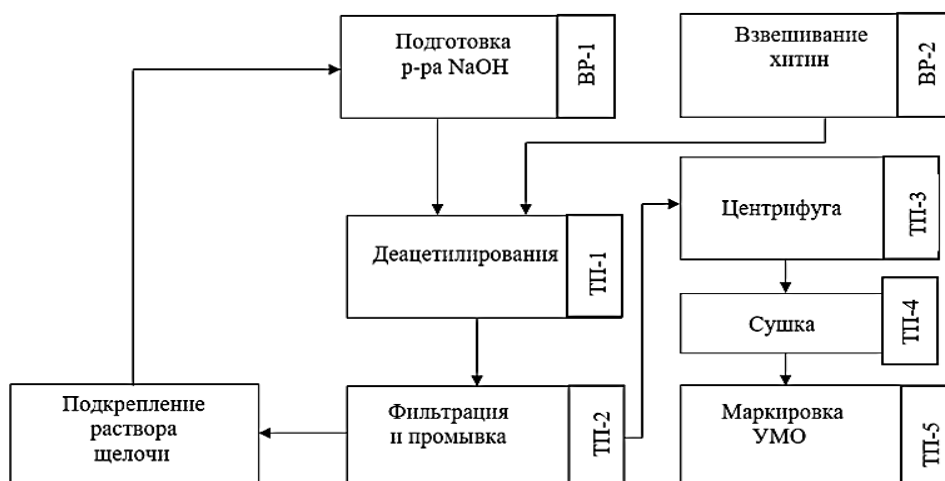 Подготовка
р-ра NaOH
ВР-1
Взвешивание
хитин
ВР-2
Деацетилирования
ТП-1
Центрифуга
ТП-3
Сушка
ТП-4
Подкрепление
раствора
щелочи
Фильтрация
и промывка
ТП-2
Маркировка
УМО
ТП-5